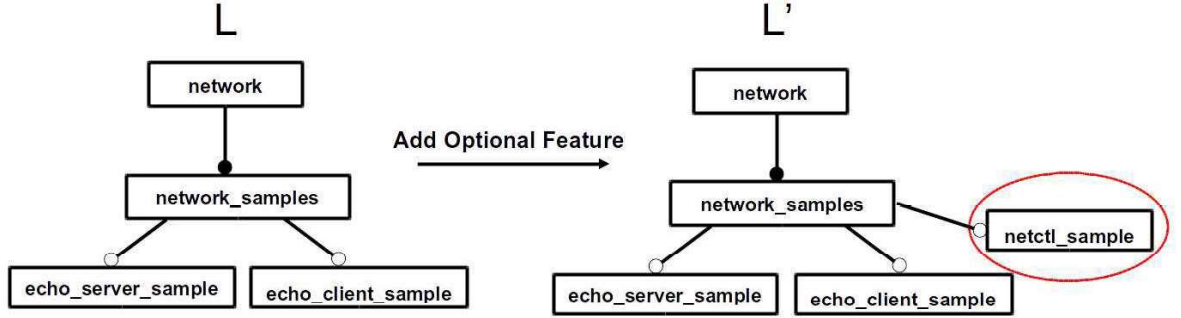 L
L'
network
network
Add Optional Feature
network_samples
network_samples
netctl_sample
echo_server_sample
echo_client_sample
echo_server_sample
echo_client_sample